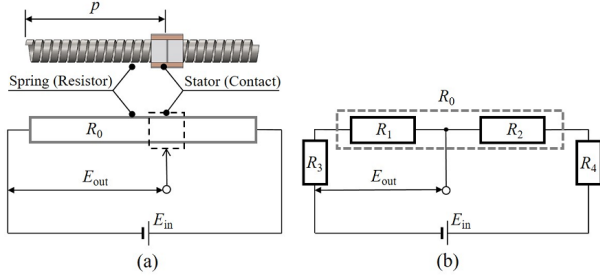 p
Spring (Resistor)
Stator (Contact)
R0
Eout
Ein
(a)
R0
R1
R2
R3
R4
Eout
Ein
(b)